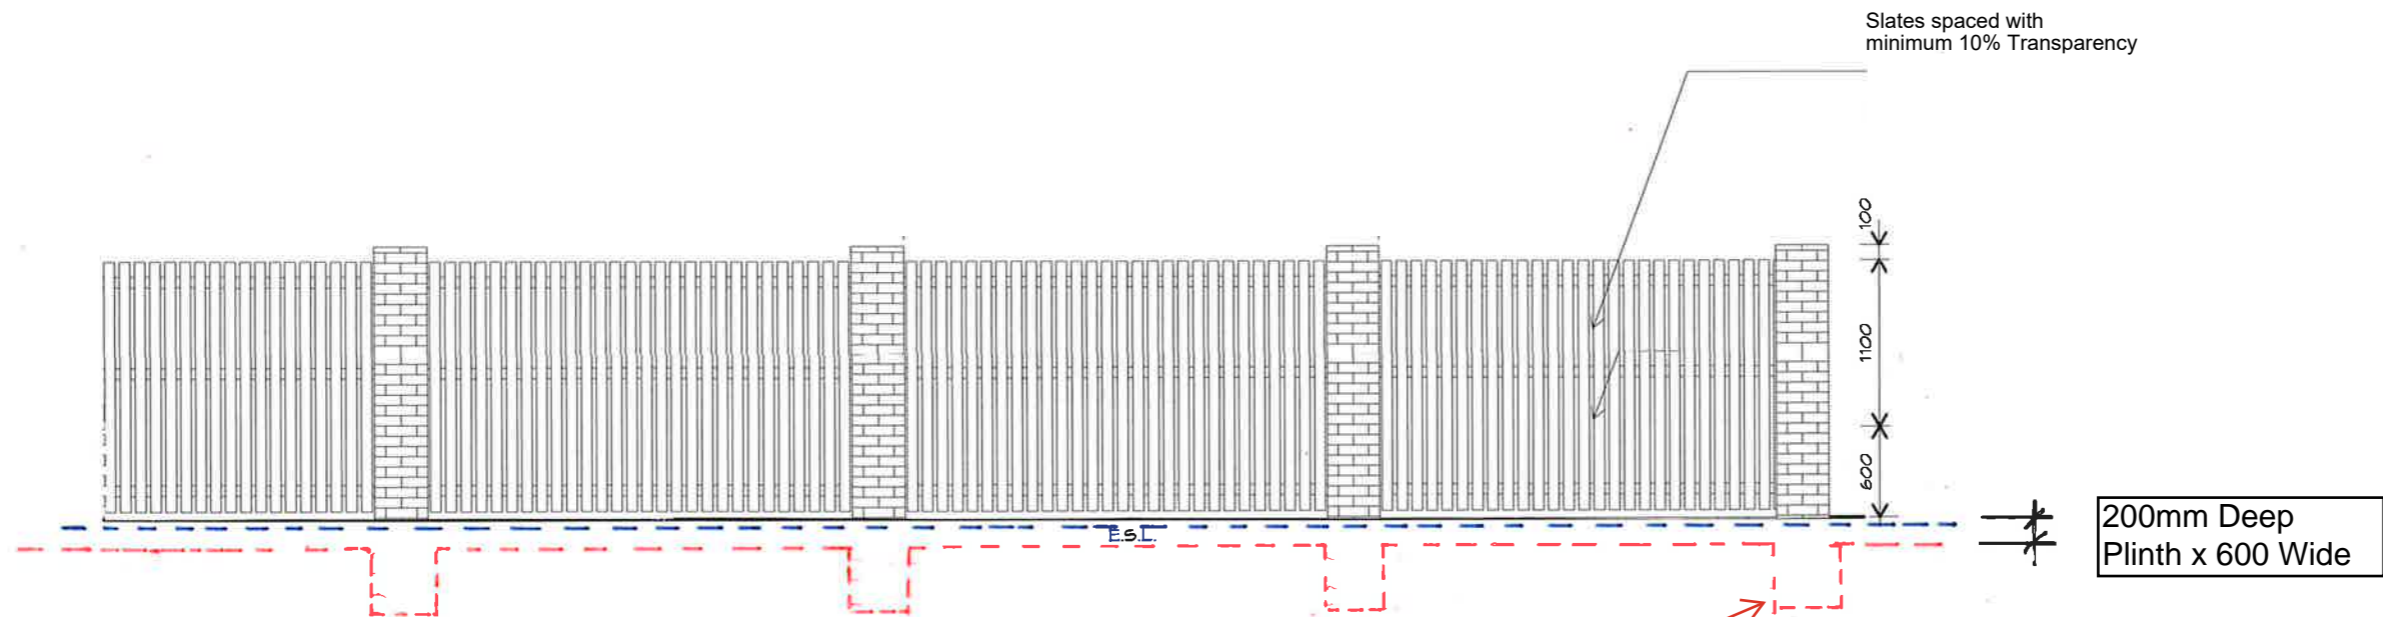 Slates spaced with
minimum 10% Transparency
100
1100
600
E.S.L.
200mm Deep
Plinth x 600 Wide